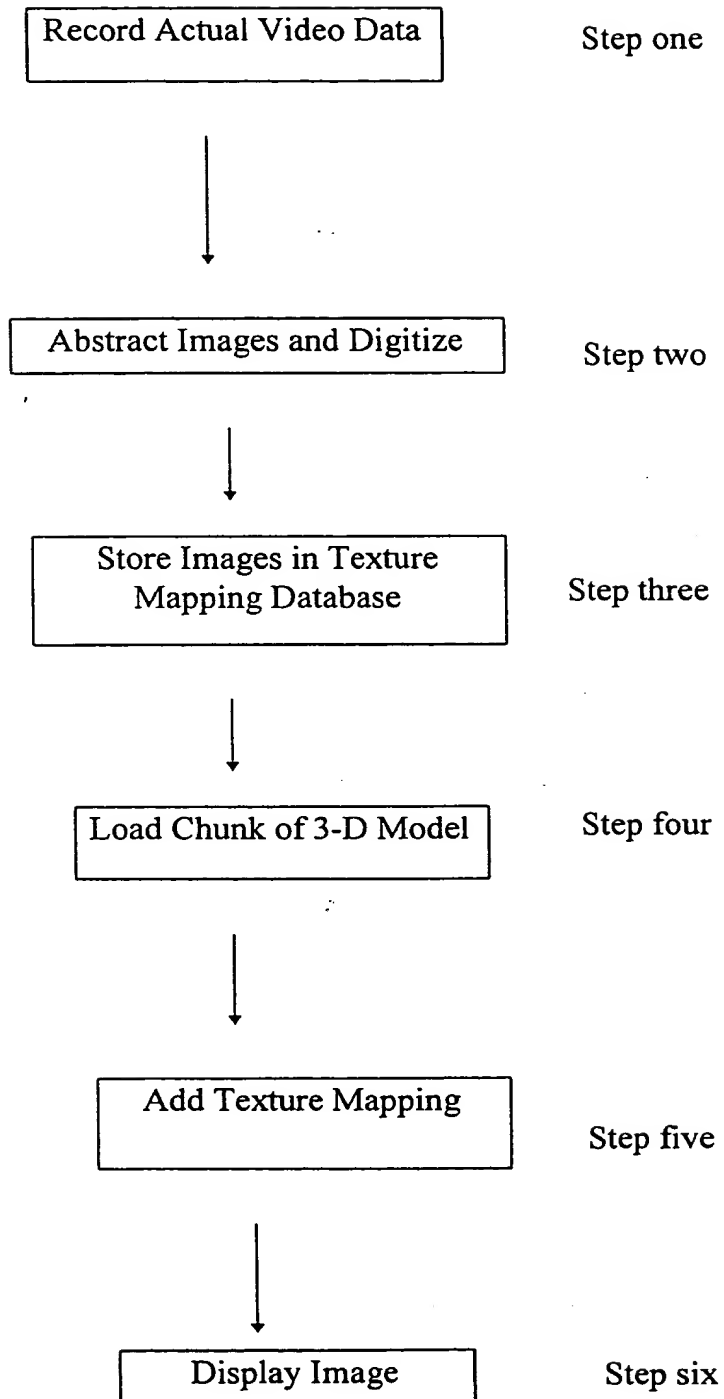 Record Actual Video Data
Step one
Abstract Images and Digitize
Step two
Store Images in Texture
Mapping Database
Step three
Load Chunk of 3-D Model
Step four
Add Texture Mapping
Step five
Display Image
Step six